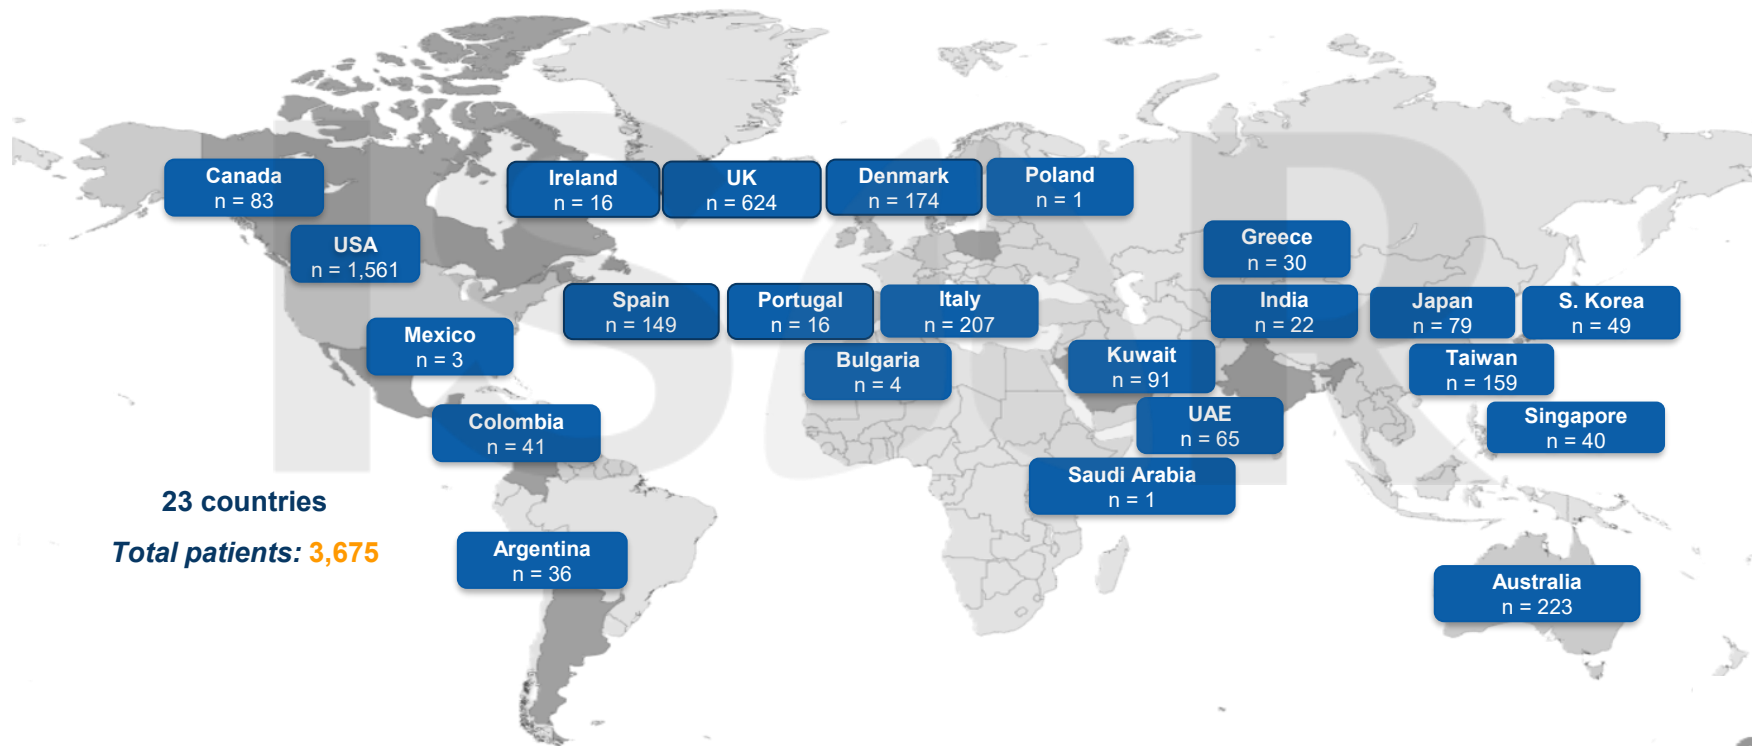 Canada
n = 83
Ireland
n = 16
UK
n = 624
Denmark
n = 174
Poland
n = 1
USA
n = 1,561
Greece
n = 30
Spain
n = 149
Portugal
n = 16
Italy
n = 207
India
n = 22
Japan
n = 79
S. Korea
n = 49
Mexico
n = 3
Bulgaria
n = 4
Kuwait
n = 91
Taiwan
n = 159
Colombia
n = 41
UAE
n = 65
Singapore
n = 40
Saudi Arabia
n = 1
23 countries
Total patients: 3,675
Argentina
n = 36
Australia
n = 223
ISAR